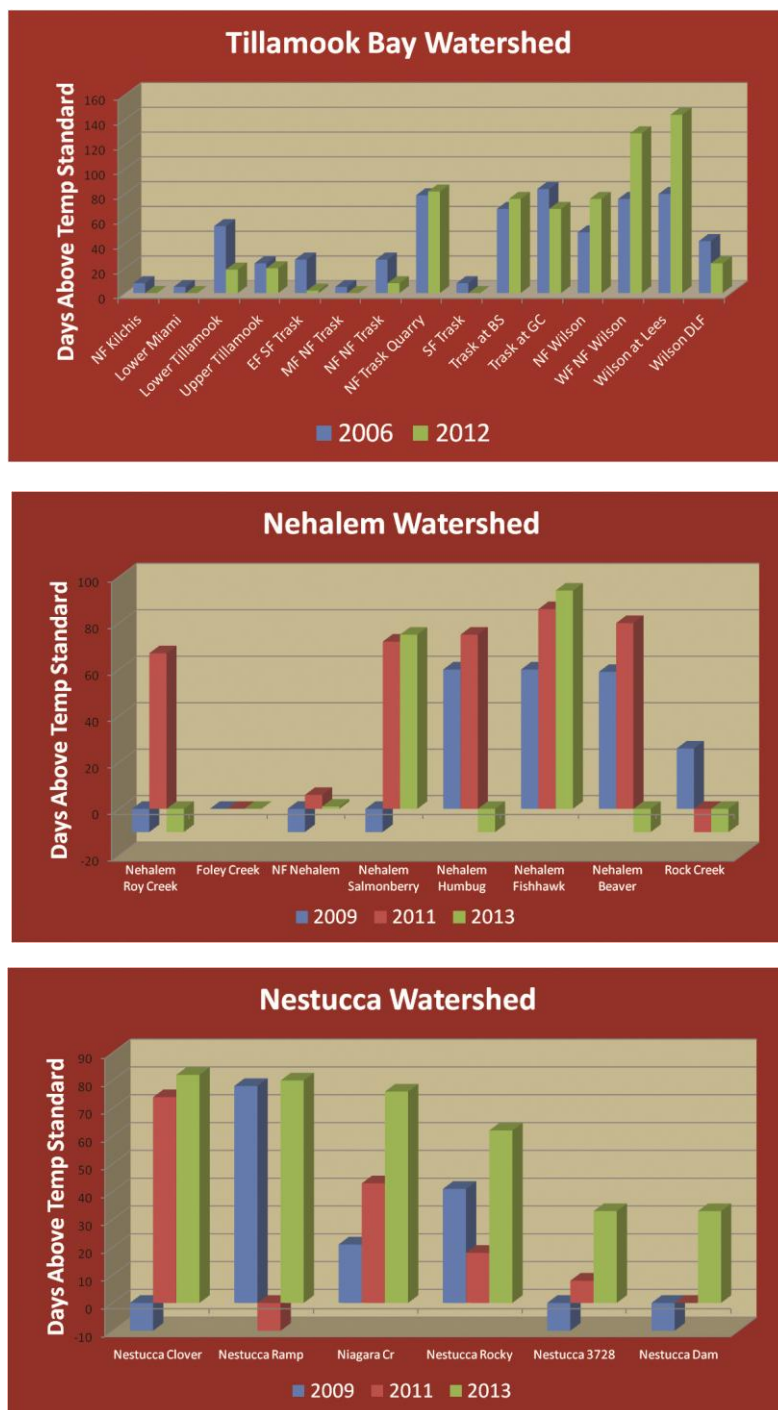 Tillamook Bay Watershed
Days Above Temp Standard
160
140
120
100
80
60
40
20
0
NF Kilchis
Lower Miami
Lower Tillamook
Upper Tillamook
EF SF Trask
MF NF Trask
NF NF Trask
NF Trask Quarry
SF Trask
Trask at BS
Trask at GC
NF Wilson
WF NF Wilson
Wilson at Lees
Wilson DLF
2006 2012
Nehalem Watershed
Days Above Temp Standard
100
80
60
40
20
0
-20
Nehalem Foley Creek NF Nehalem Nehalem Nehalem Nehalem Nehalem Rock Creek
Roy Creek Salmonberry Humbug Fishhawk Beaver
2009 2011 2013
Nestucca Watershed
Days Above Temp Standard
90
80
70
60
50
40
30
20
10
0
-10
Nestucca Clover Nestucca Ramp Niagara Cr Nestucca Rocky Nestucca 3728 Nestucca Dam
2009 2011 2013